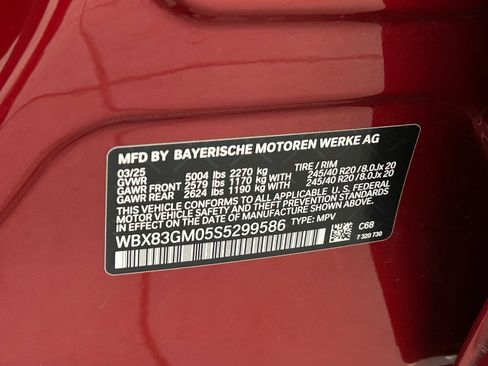 MFD BY BAYERISCHE MOTOREN WERKE AG
03/25
GVWR 5004 lbs 2270 kg TIRE / RIM
GAWR FRONT 2579 lbs 1170 kg 245/40 R20 / 8.0Jx 20
GAWR REAR 2624 lbs 1190 kg 245/40 R20 / 8.0Jx 20
THIS VEHICLE CONFORMS TO ALL APPLICABLE U.S. FEDERAL
MOTOR VEHICLE SAFETY, BUMPER AND THEFT PREVENTION STANDARDS
IN EFFECT ON THE DATE OF MANUFACTURE SHOWN ABOVE.
WBX83GM05S5299586 TYPE: MPV
C68
7 320 730